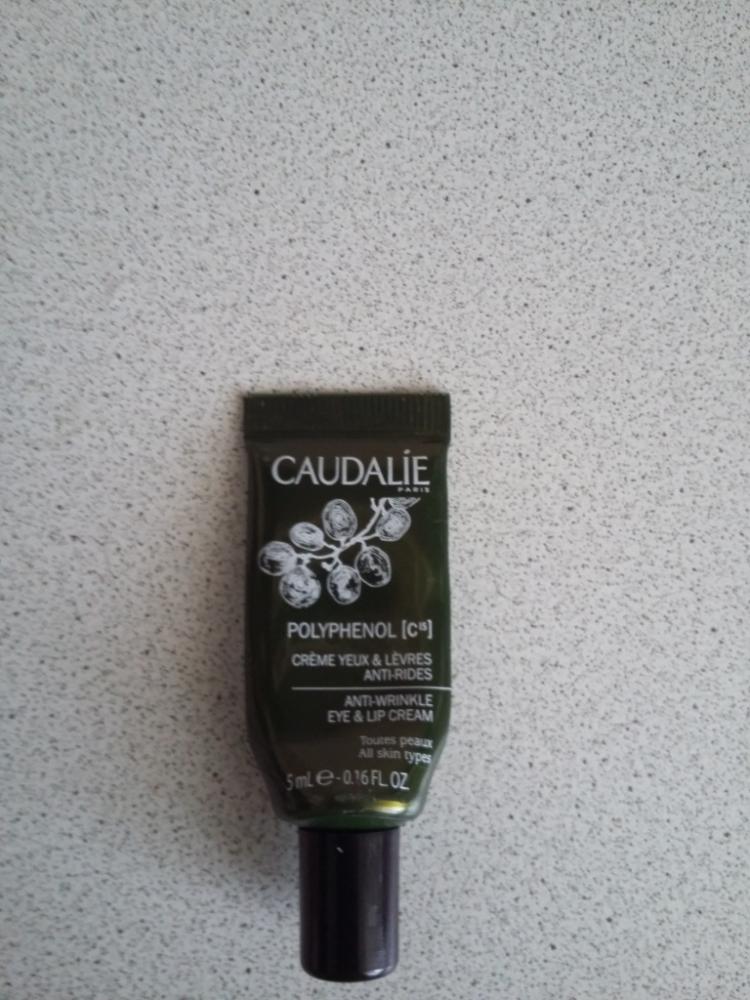 CAUDALÍE
PARIS
POLYPHENOL [C¹⁵]
CRÈME YEUX & LÈVRES
ANTI-RIDES
ANTI-WRINKLE
EYE & LIP CREAM
Toutes peaux
All skin types
5 mL ℮ - 0.16 FL. OZ.